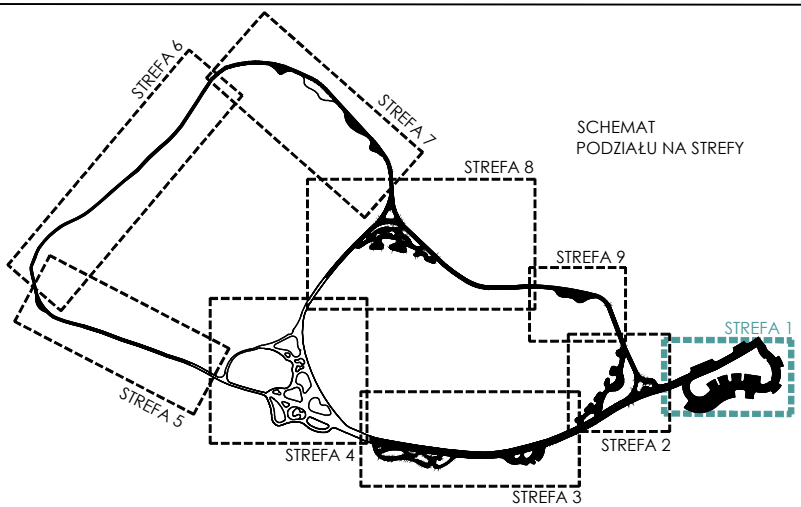 STREFA 6
STREFA 7
SCHEMAT
PODZIAŁU NA STREFY
STREFA 8
STREFA 9
STREFA 1
STREFA 5
STREFA 4
STREFA 2
STREFA 3